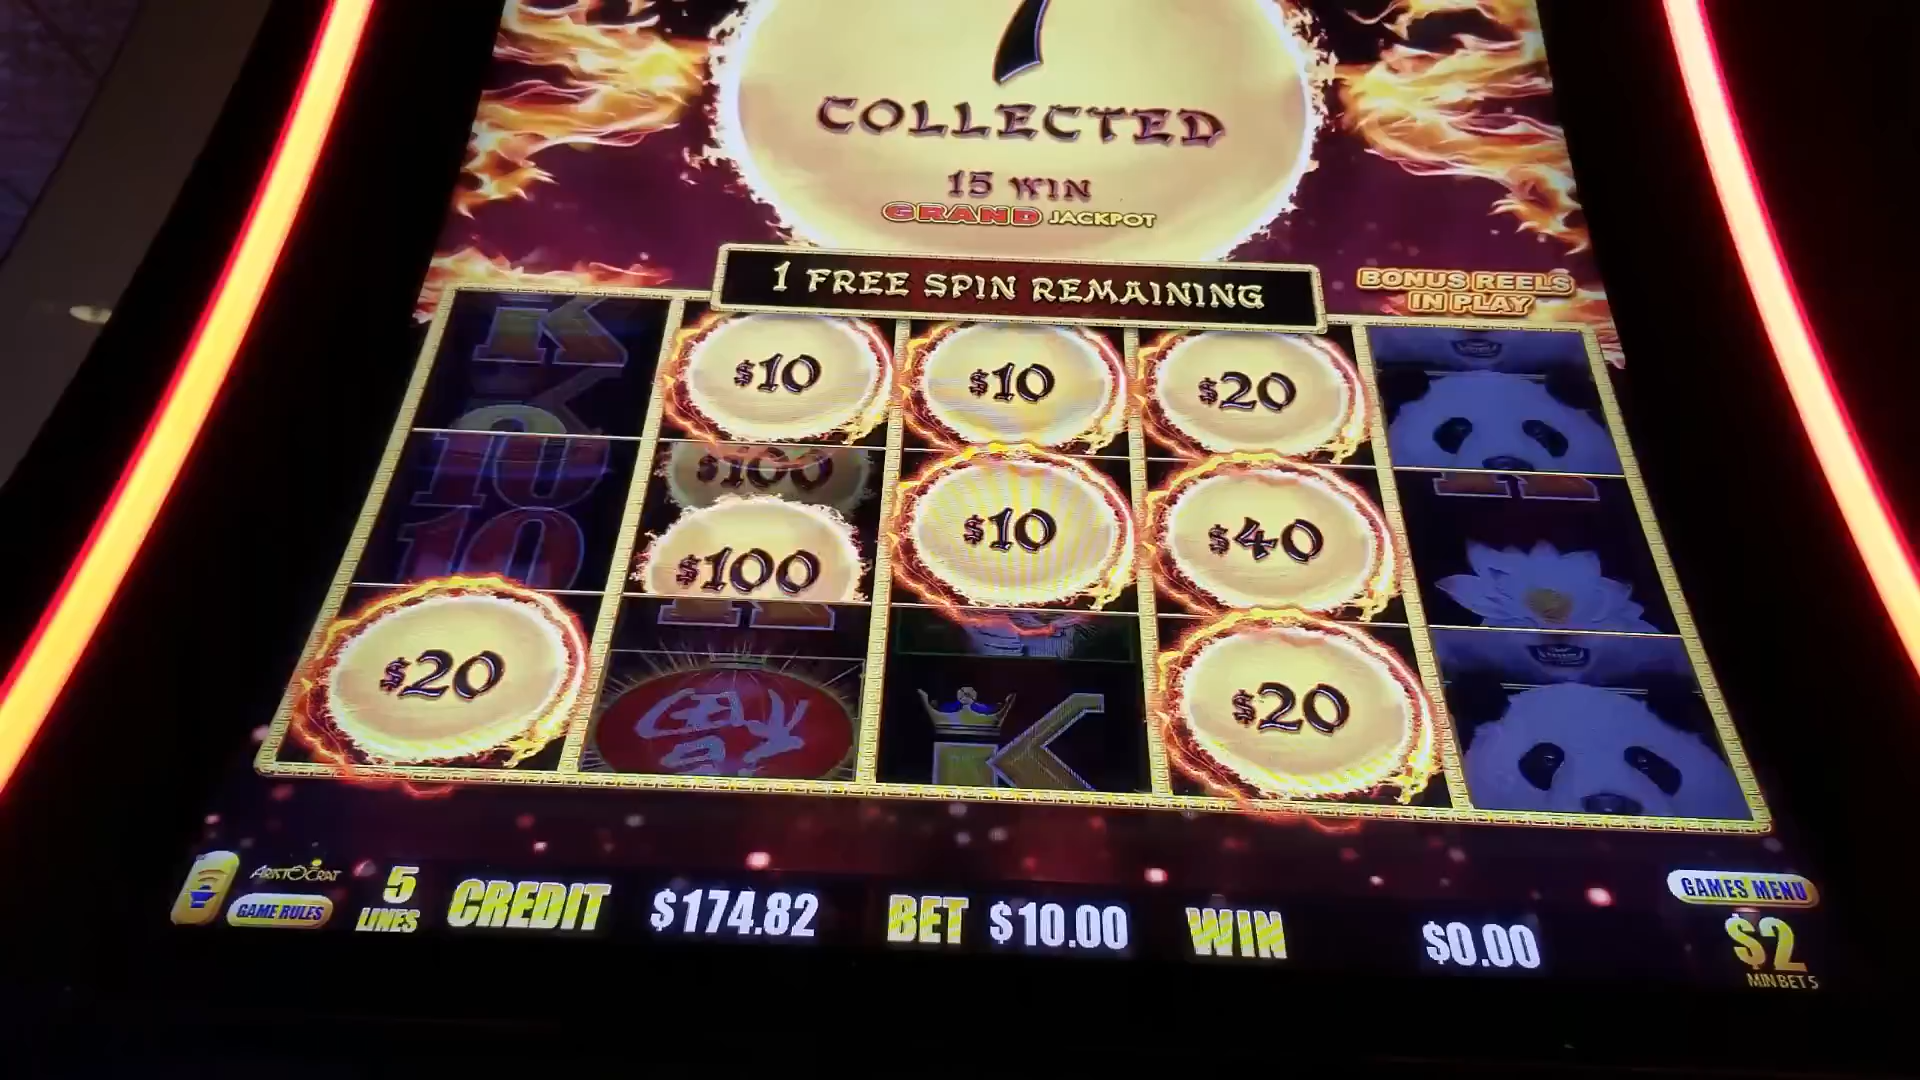 7
COLLECTED
15 WIN
GRAND JACKPOT
1 FREE SPIN REMAINING
BONUS REELS
IN PLAY
K
$10
$10
$20
10
$100
10
$100
$10
$40
$20
K
$20
ARISTOCRAT
GAME RULES
5
LINES
CREDIT $174.82
BET $10.00
WIN $0.00
GAMES MENU
$2
MIN BET 5